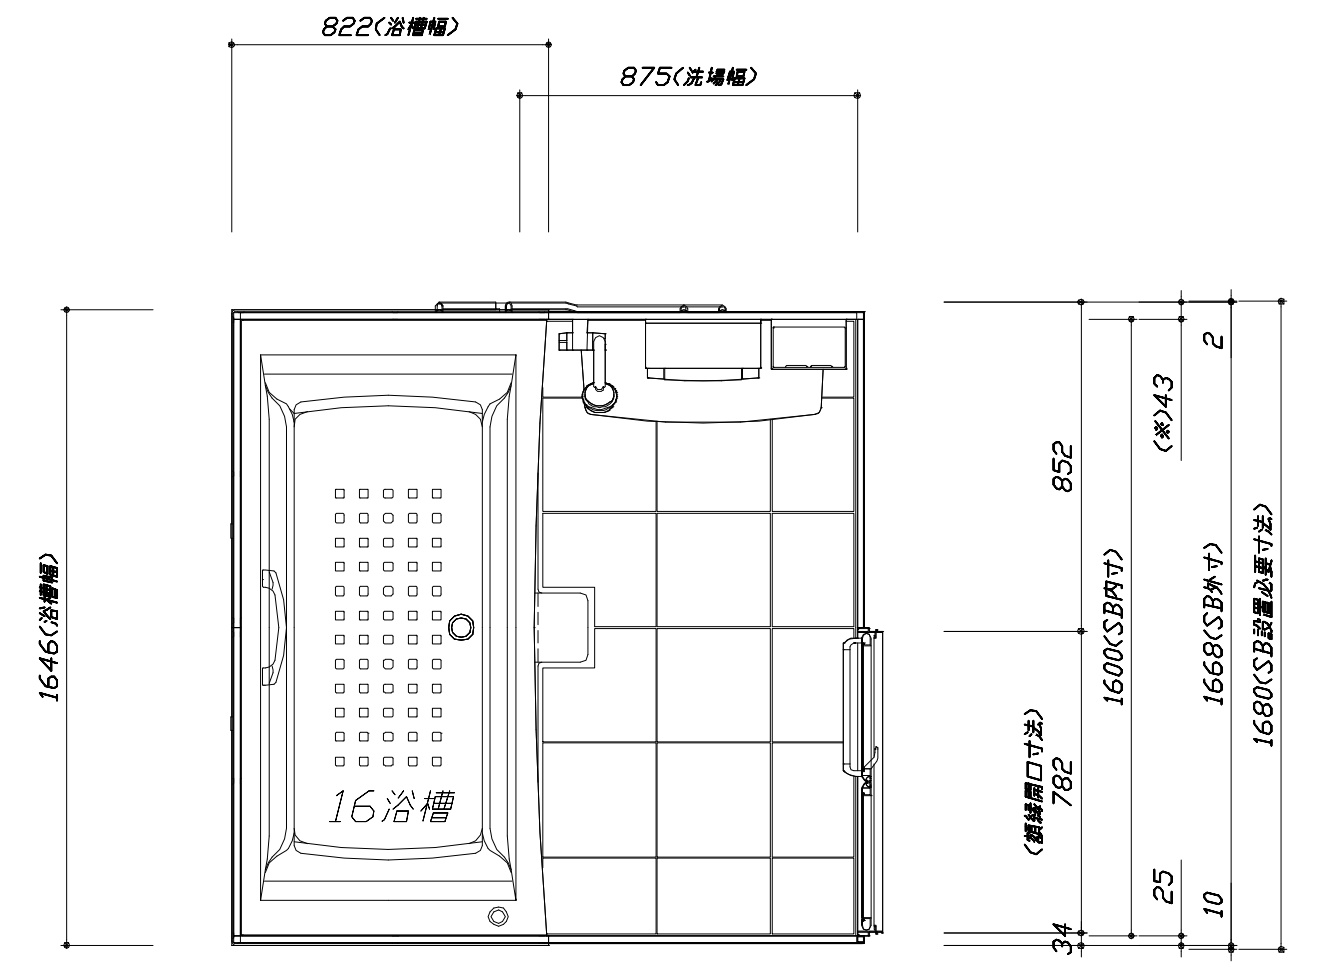 822(浴槽幅)
875(洗場幅)
1646(浴槽幅)
16浴槽
852
(額縁開口寸法)
782
34
1600(SB内寸)
(※)43
25
2
1668(SB外寸)
10
1680(SB設置必要寸法)